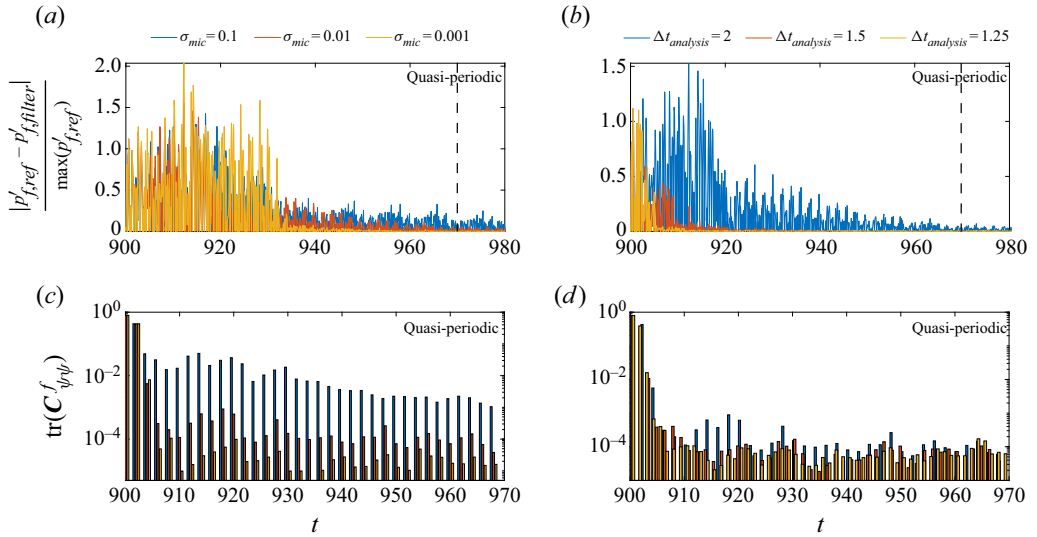 (a)
σmic = 0.1 σmic = 0.01 σmic = 0.001
Quasi-periodic
|p′f,ref − p′f,filter|
max(p′f,ref)
2.0
1.5
1.0
0.5
0
900 920 940 960 980
(b)
Δtanalysis = 2 Δtanalysis = 1.5 Δtanalysis = 1.25
Quasi-periodic
1.5
1.0
0.5
0
900 920 940 960 980
(c)
Quasi-periodic
tr(C^f_ψψ)
10^0
10^−2
10^−4
900 910 920 930 940 950 960 970
t
(d)
Quasi-periodic
10^0
10^−2
10^−4
900 910 920 930 940 950 960 970
t